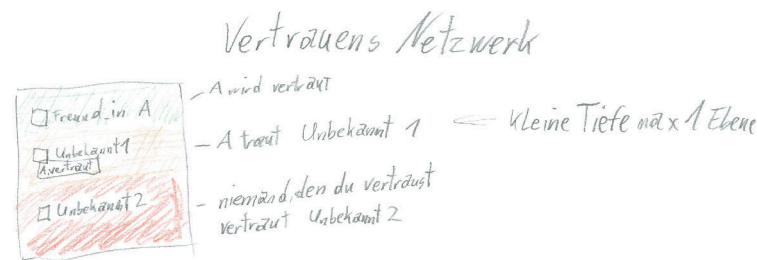 Vertrauens Netzwerk
Freund_in A
A wird vertraut
Unbekannt1
A vertraut
A traut Unbekannt 1
Kleine Tiefe max 1 Ebene
Unbekannt 2
niemand, den du vertraust
vertraut Unbekannt 2